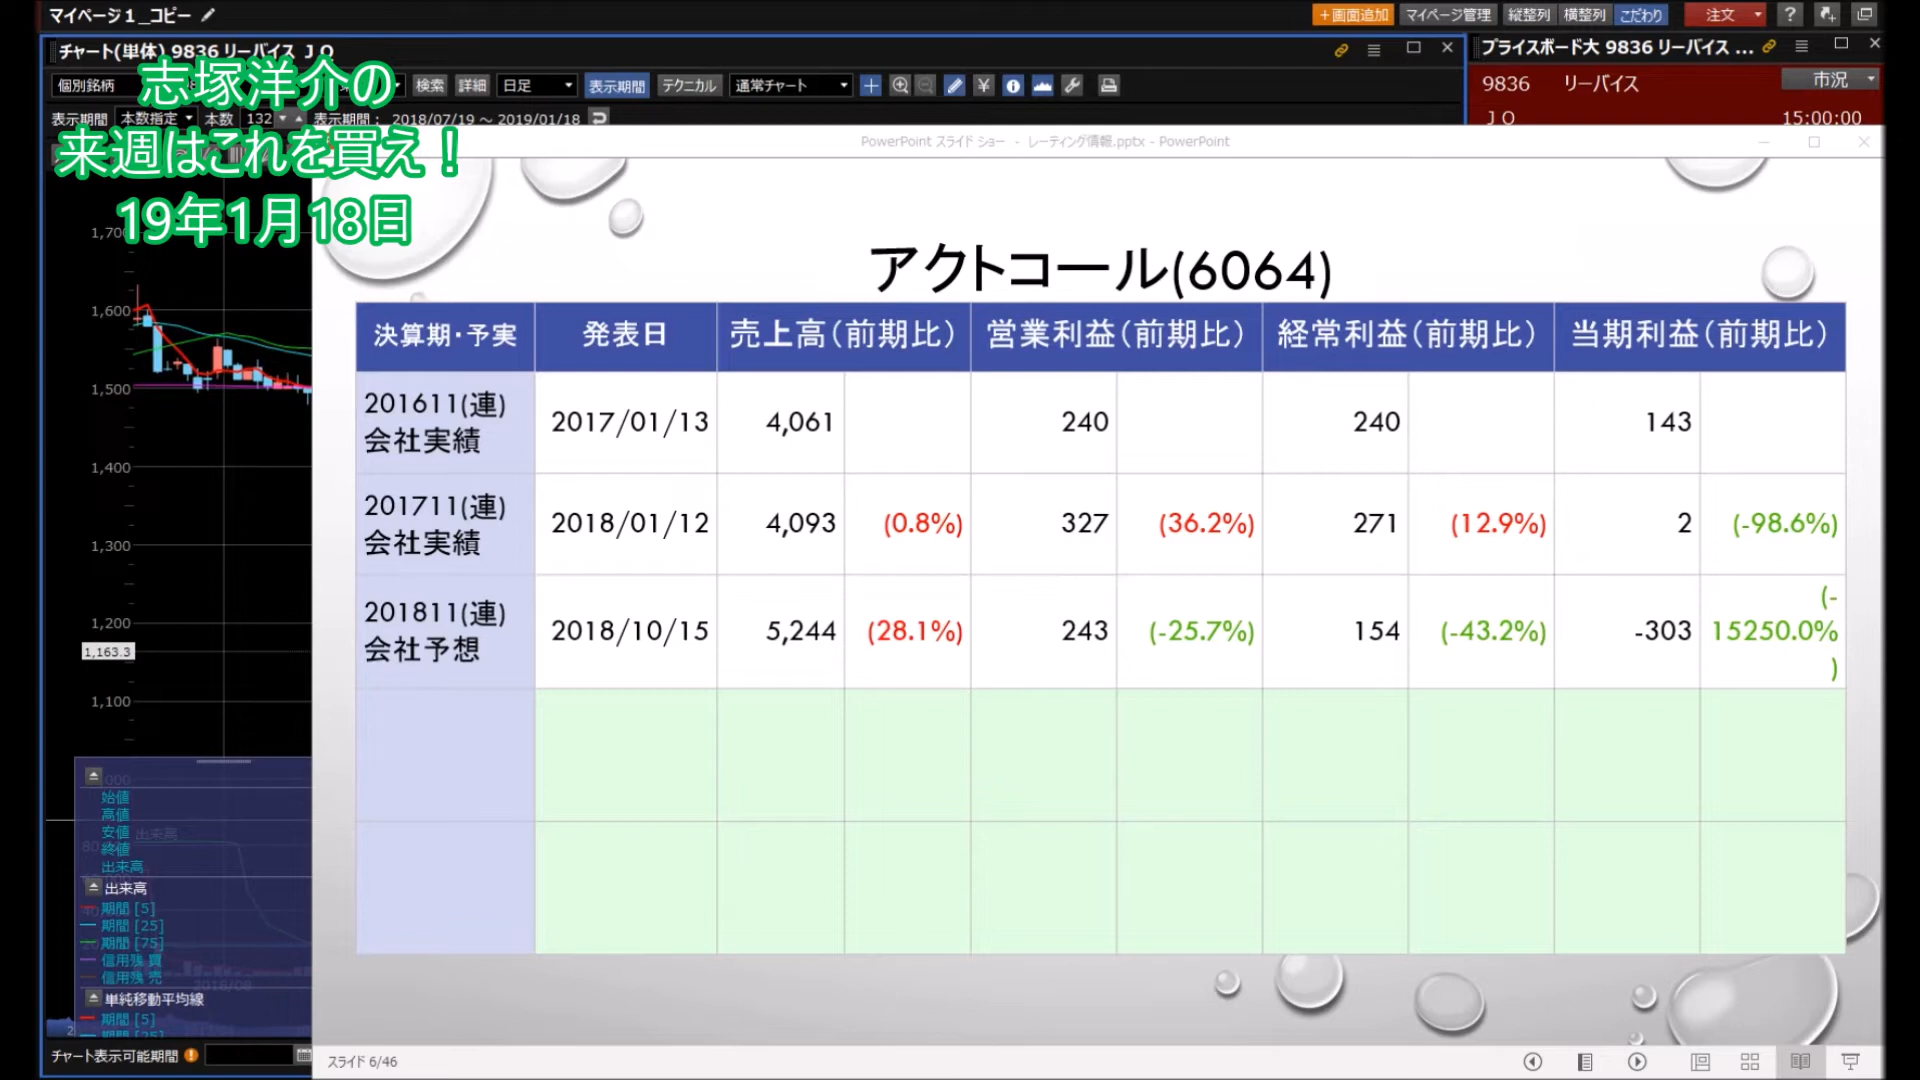 マイページ１_コピー
＋画面追加 マイページ管理 縦整列 横整列 こだわり 注文 ?
チャート(単体) 9836 リーバイス ＪＱ
プライスボード大 9836 リーバイス ...
個別銘柄
検索 詳細 日足 表示期間 テクニカル 通常チャート
9836 リーバイス 市況
ＪＱ 15:00:00
表示期間 本数指定 本数 132 表示期間： 2018/07/19 ～ 2019/01/18
志塚洋介の
来週はこれを買え！
19年1月18日
PowerPoint スライド ショー - レーティング情報.pptx - PowerPoint
アクトコール(6064)
決算期・予実 発表日 売上高(前期比) 営業利益(前期比) 経常利益(前期比) 当期利益(前期比)
201611(連)
会社実績 2017/01/13 4,061 240 240 143
201711(連)
会社実績 2018/01/12 4,093 (0.8%) 327 (36.2%) 271 (12.9%) 2 (-98.6%)
201811(連)
会社予想 2018/10/15 5,244 (28.1%) 243 (-25.7%) 154 (-43.2%) -303 (-
15250.0%
)
1,700
1,600
1,500
1,400
1,300
1,200
1,163.3
1,100
始値
高値
安値 出来高
終値
出来高
出来高
期間 [5]
期間 [25]
期間 [75]
信用残 買
信用残 売
単純移動平均線
期間 [5]
期間 [25]
チャート表示可能期間
スライド 6/46